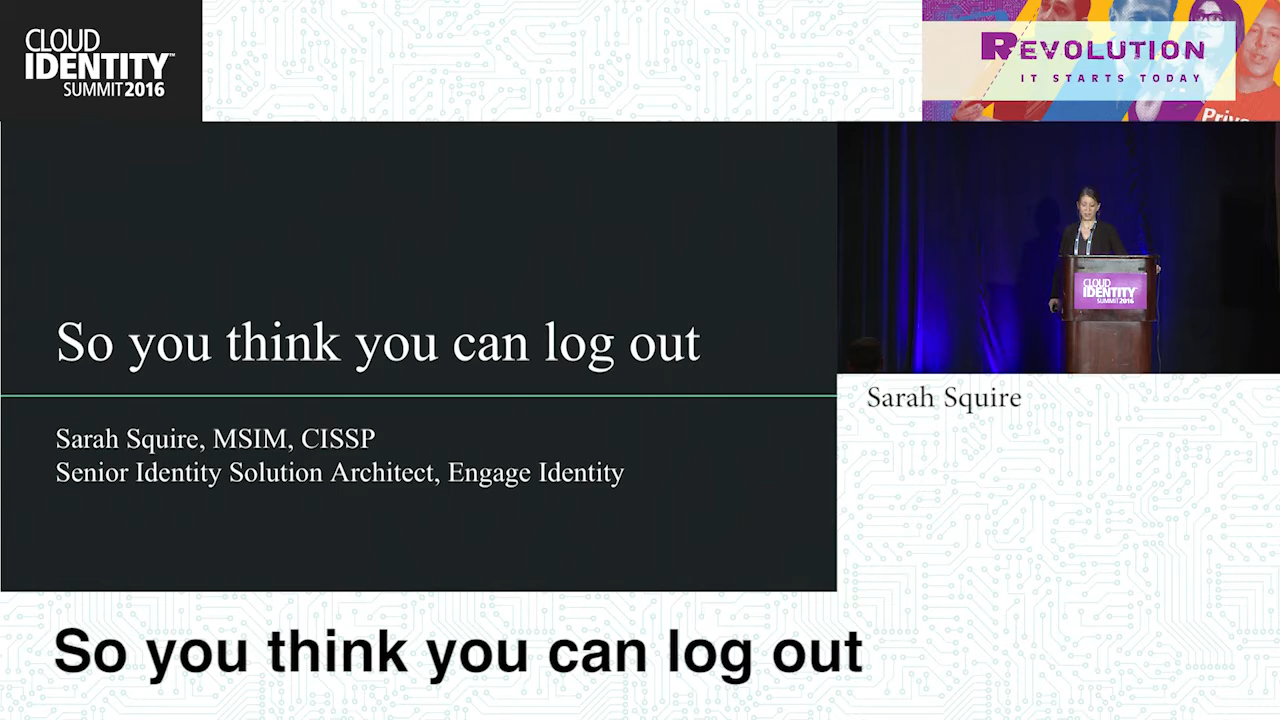 CLOUD
IDENTITY™
SUMMIT 2016
REVOLUTION
IT STARTS TODAY
So you think you can log out
Sarah Squire, MSIM, CISSP
Senior Identity Solution Architect, Engage Identity
CLOUD
IDENTITY
SUMMIT 2016
Sarah Squire
So you think you can log out